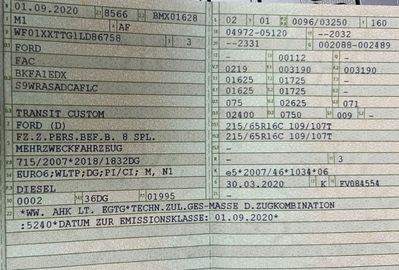 01.09.2020 8566 BMX01628
M1 AF
WF01XXTTG1LD86758 3
FORD
FAC
BKFA1EDX
S9WRASADCAFLC
TRANSIT CUSTOM
FORD (D)
FZ.Z.PERS.BEF.B. 8 SPL.
MEHRZWECKFAHRZEUG
715/2007*2018/1832DG
EURO6;WLTP;DG;PI/CI; M, N1
DIESEL
0002 36DG 01995
*WW. AHK LT. EGTG*TECHN.ZUL.GES-MASSE D.ZUGKOMBINATION
:5240*DATUM ZUR EMISSIONSKLASSE: 01.09.2020*
02 01 0096/03250 160
04972-05120 --2032
--2331 002088-002489
- 00112 - -
0219 003190 003190
01625 01725 -
01625 01725 -
075 02625 071
02400 0750 009 -
215/65R16C 109/107T
215/65R16C 109/107T
-
- 3
-
e5*2007/46*1034*06
30.03.2020 K FV084554